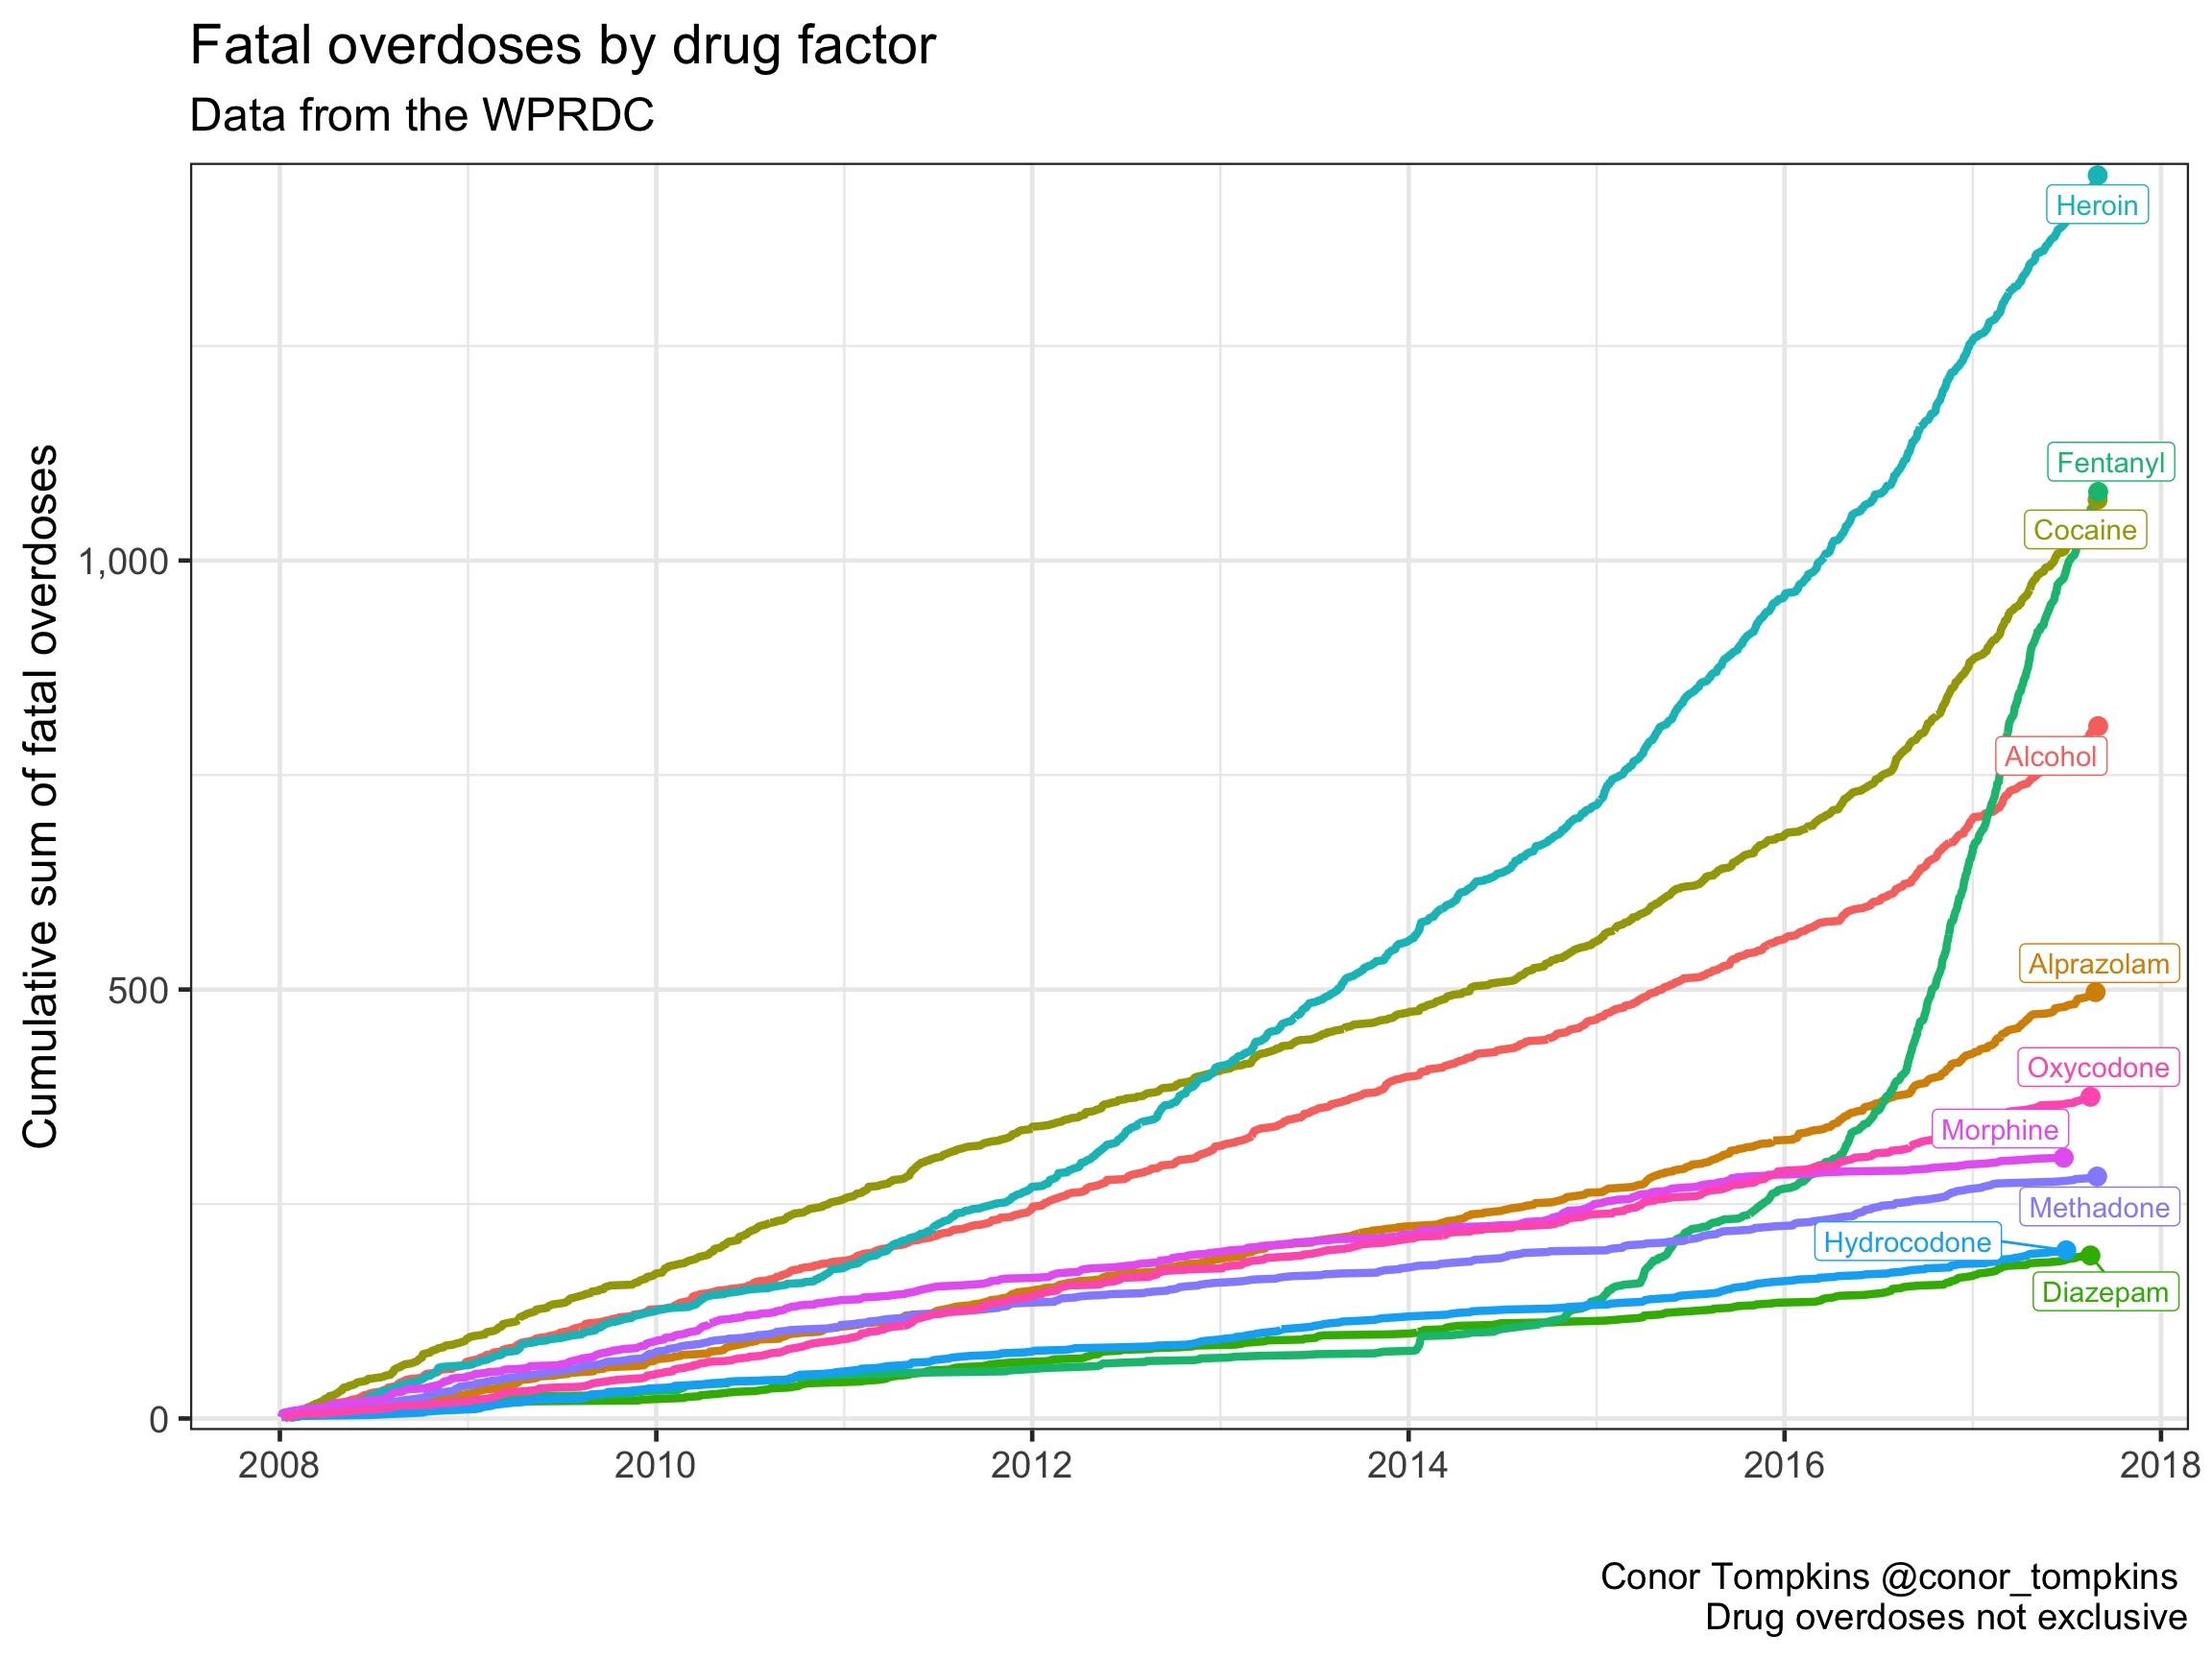 Fatal overdoses by drug factor
Data from the WPRDC
Cumulative sum of fatal overdoses
1,000
500
0
Heroin
Fentanyl
Cocaine
Alcohol
Alprazolam
Oxycodone
Morphine
Methadone
Hydrocodone
Diazepam
2008 2010 2012 2014 2016 2018
Conor Tompkins @conor_tompkins
Drug overdoses not exclusive